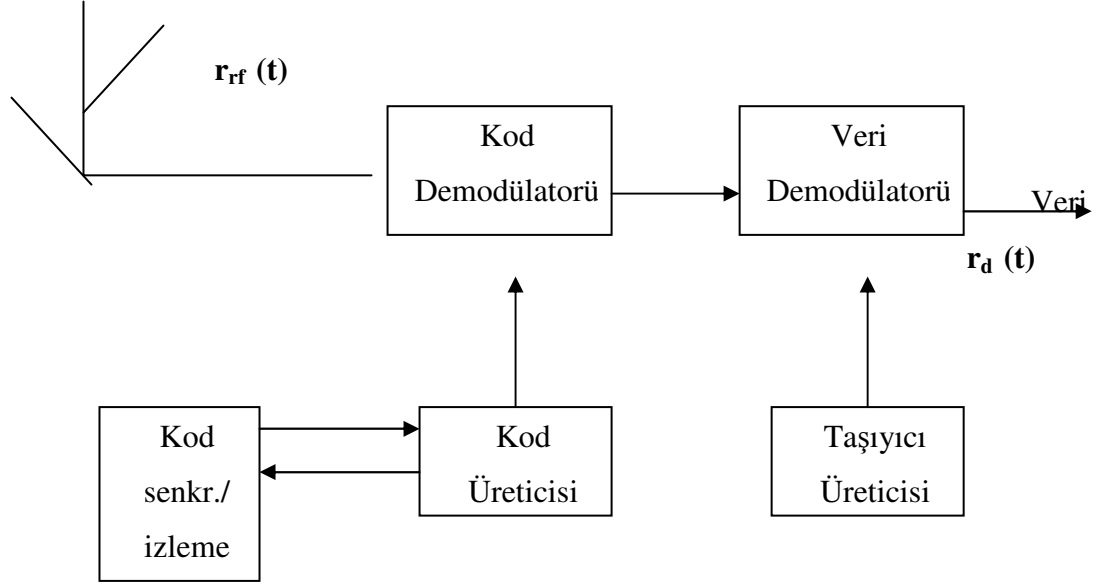 r_rf (t)
Kod
Demodülatorü
Veri
Demodülatorü
Veri
r_d (t)
Kod
senkr./
izleme
Kod
Üreticisi
Taşıyıcı
Üreticisi